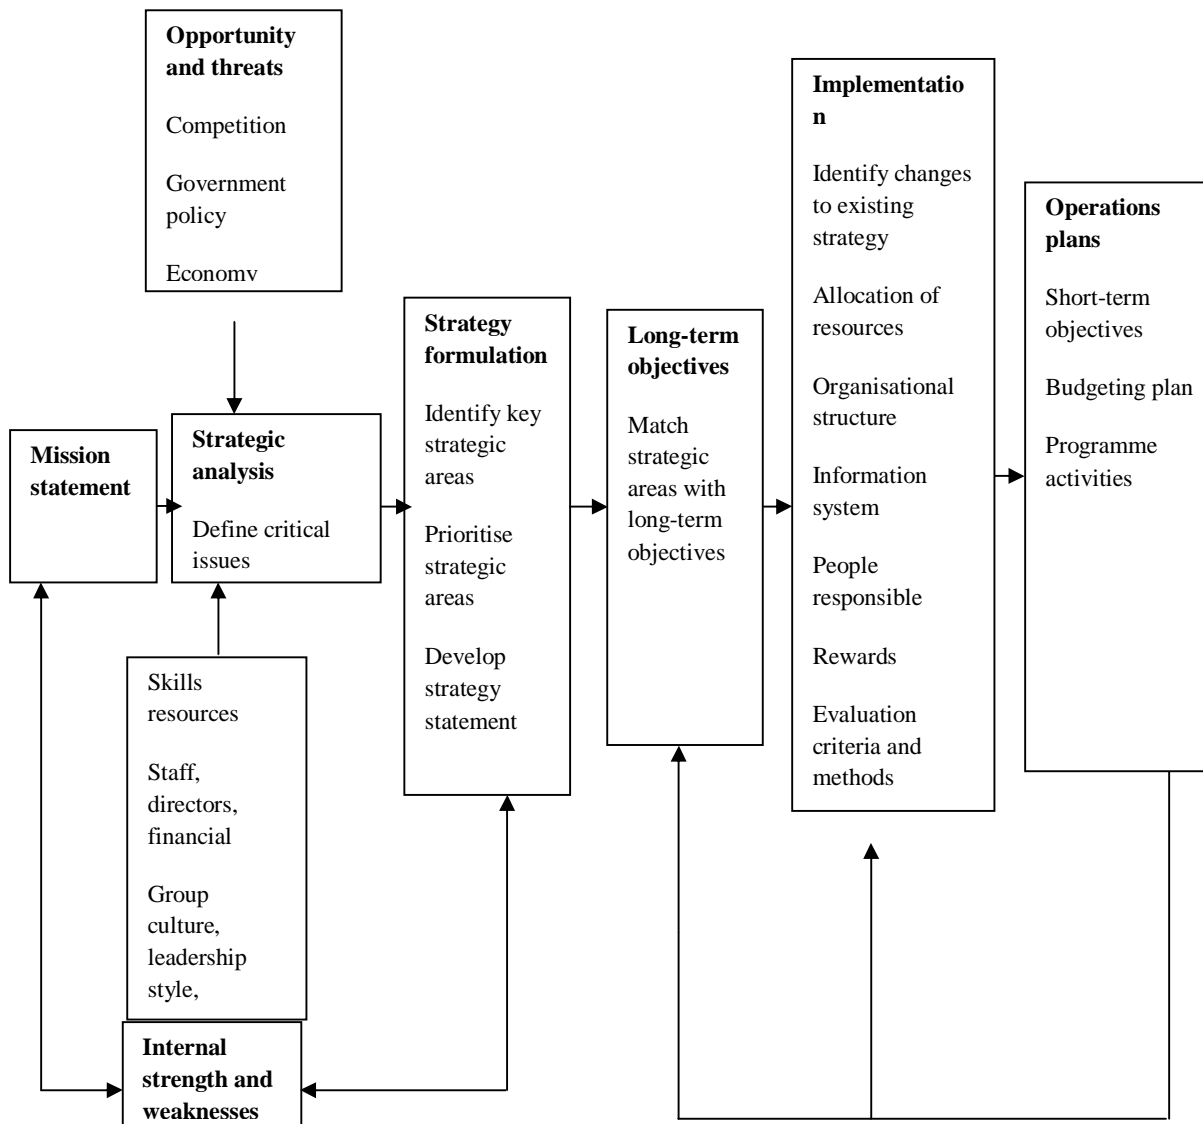 Opportunity
and threats
Competition
Government
policy
Economy
Mission
statement
Strategic
analysis
Define critical
issues
Skills
resources
Staff,
directors,
financial
Group
culture,
leadership
style,
Internal
strength and
weaknesses
Strategy
formulation
Identify key
strategic
areas
Prioritise
strategic
areas
Develop
strategy
statement
Long-term
objectives
Match
strategic
areas with
long-term
objectives
Implementatio
n
Identify changes
to existing
strategy
Allocation of
resources
Organisational
structure
Information
system
People
responsible
Rewards
Evaluation
criteria and
methods
Operations
plans
Short-term
objectives
Budgeting plan
Programme
activities